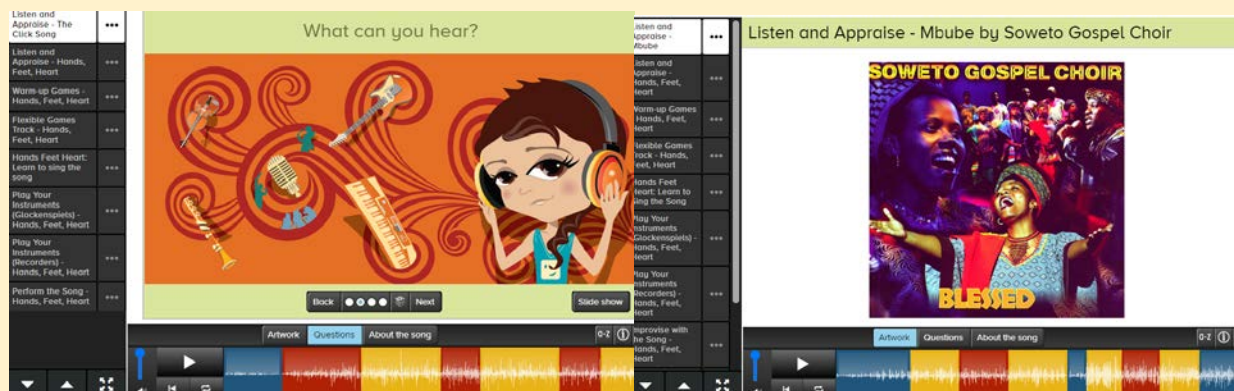 Listen and
Appraise - The
Click Song
Listen and
Appraise - Hands,
Feet, Heart
Warm-up Games -
Hands, Feet, Heart
Flexible Games
Track - Hands,
Feet, Heart
Hands Feet Heart:
Learn to sing the
song
Play Your
Instruments
(Glockenspiels) -
Hands, Feet, Heart
Play Your
Instruments
(Recorders) -
Hands, Feet, Heart
Perform the Song -
Hands, Feet, Heart
What can you hear?
Back
Next
Slide show
Artwork
Questions
About the song
0-Z
Listen and
Appraise -
Mbube
Listen and
Appraise -
Hands, Feet,
Heart
Warm-up Games
- Hands, Feet,
Heart
Flexible Games
Track - Hands,
Feet, Heart
Hands Feet
Heart: Learn to
Sing the Song
Play Your
Instruments
(Glockenspiels) -
Hands, Feet,
Heart
Play Your
Instruments
(Recorders) -
Hands, Feet,
Heart
Improvise with
the Song -
Hands, Feet,
Heart
Listen and Appraise - Mbube by Soweto Gospel Choir
SOWETO GOSPEL CHOIR
BLESSED
Artwork
Questions
About the song
0-Z